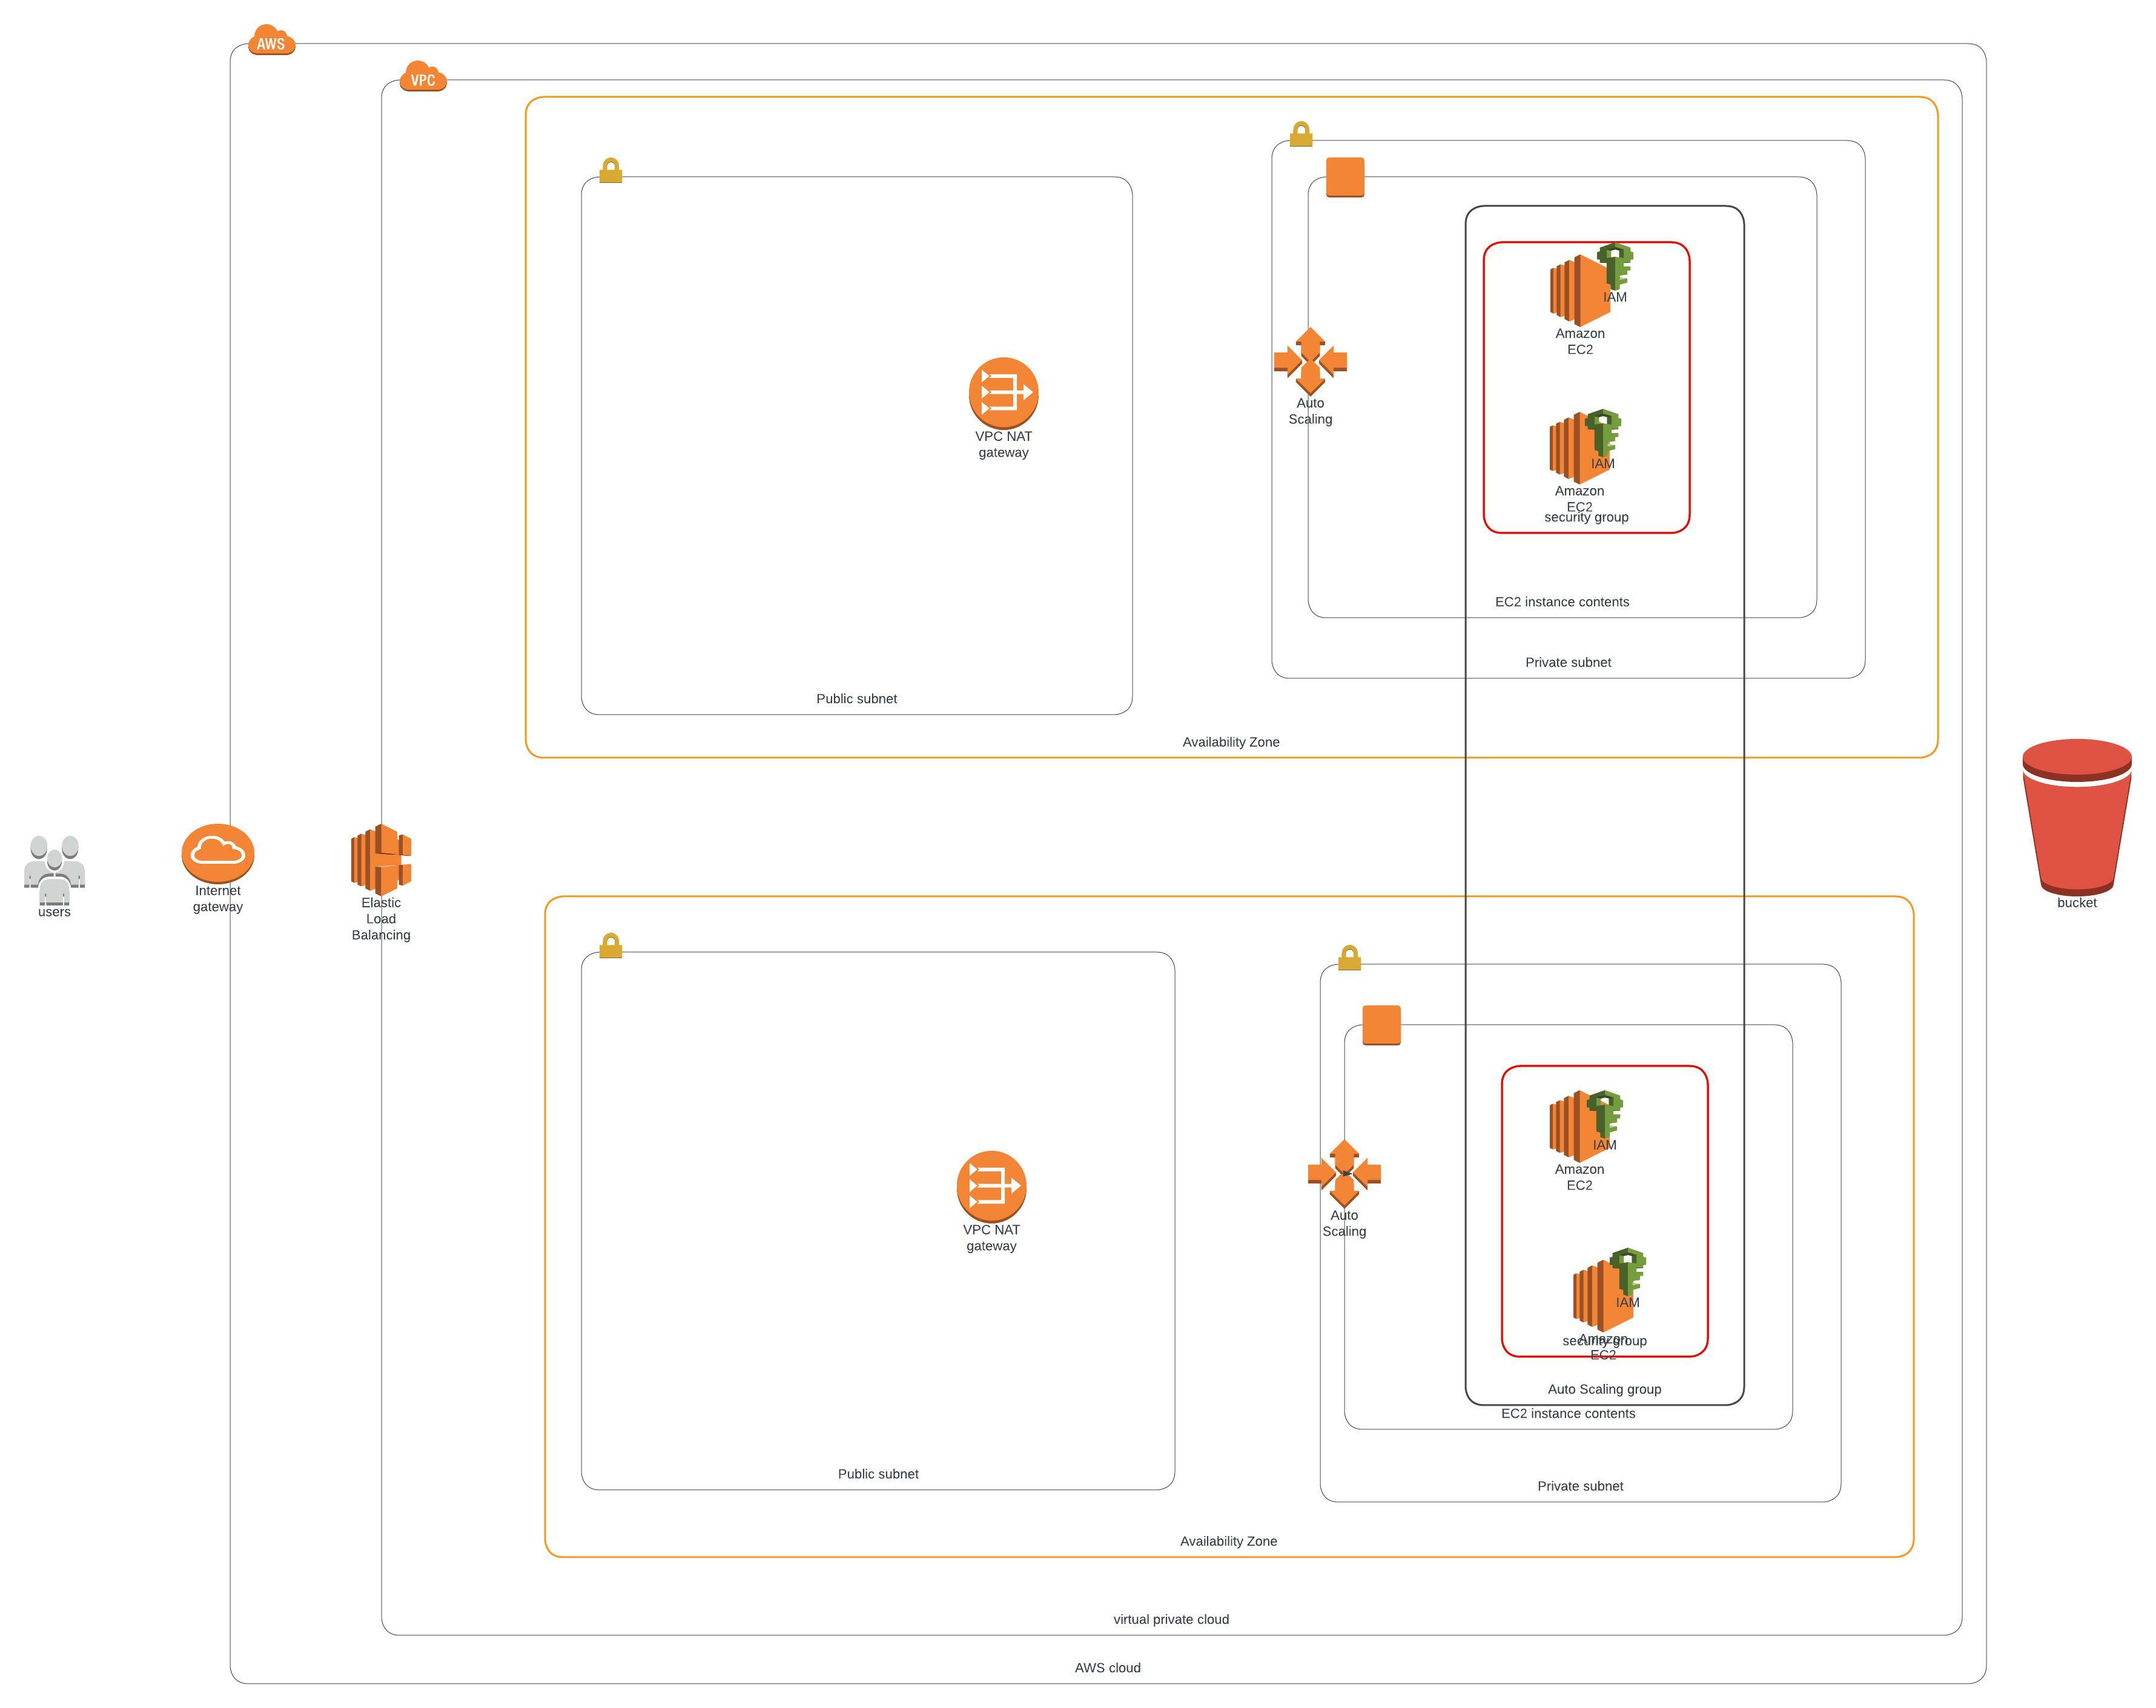 AWS
VPC
IAM
Amazon
EC2
Auto
Scaling
VPC NAT
gateway
IAM
Amazon
EC2
security group
EC2 instance contents
Private subnet
Public subnet
Availability Zone
users
Internet
gateway
Elastic
Load
Balancing
bucket
IAM
Amazon
EC2
Auto
Scaling
VPC NAT
gateway
IAM
Amazon
security group
EC2
Auto Scaling group
EC2 instance contents
Public subnet
Private subnet
Availability Zone
virtual private cloud
AWS cloud